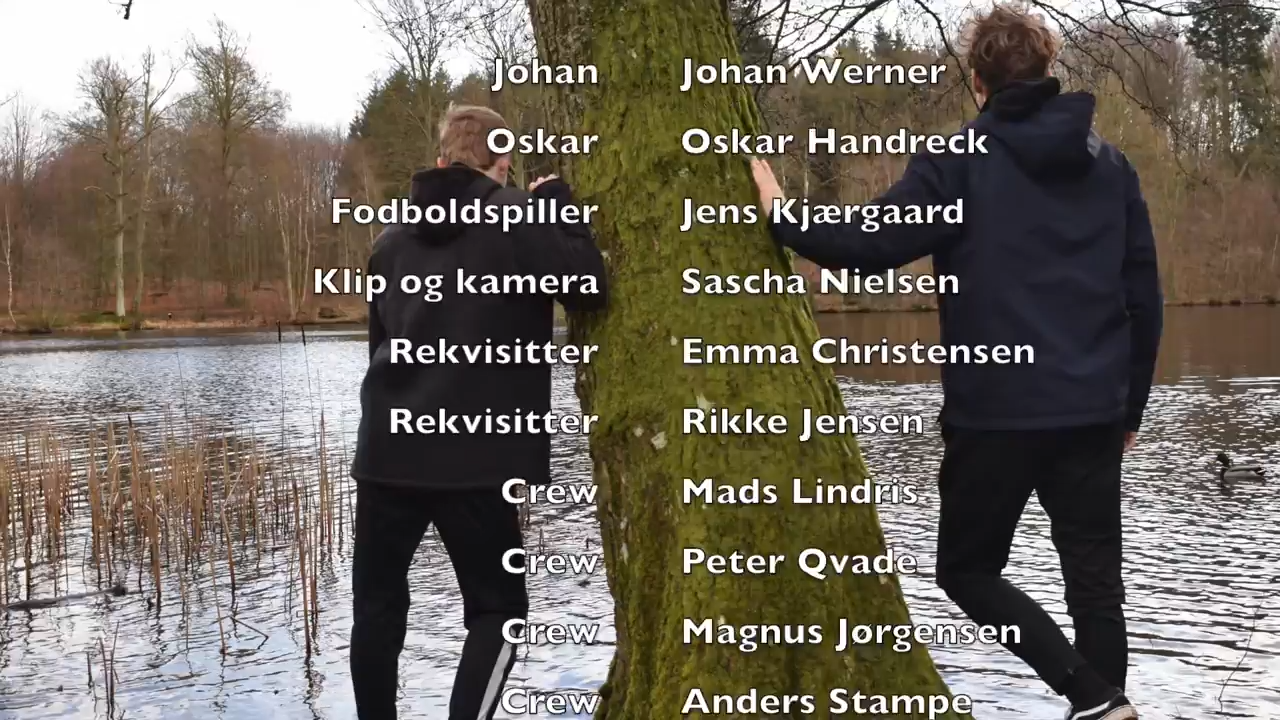 Johan Johan Werner
Oskar Oskar Handreck
Fodboldspiller Jens Kjærgaard
Klip og kamera Sascha Nielsen
Rekvisitter Emma Christensen
Rekvisitter Rikke Jensen
Crew Mads Lindris
Crew Peter Qvade
Crew Magnus Jørgensen
Crew Anders Stampe